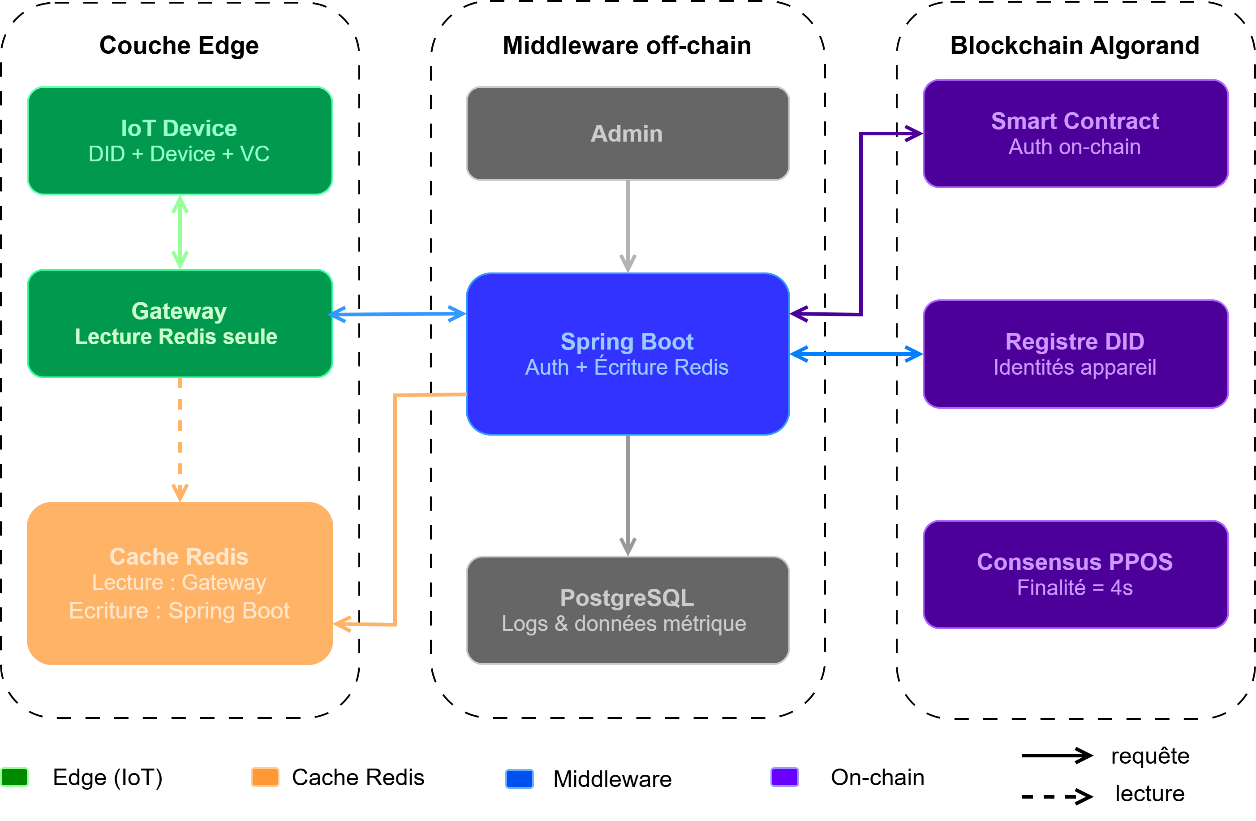 Couche Edge
IoT Device
DID + Device + VC
Gateway
Lecture Redis seule
Cache Redis
Lecture : Gateway
Ecriture : Spring Boot
Middleware off-chain
Admin
Spring Boot
Auth + Écriture Redis
PostgreSQL
Logs & données métrique
Blockchain Algorand
Smart Contract
Auth on-chain
Registre DID
Identités appareil
Consensus PPOS
Finalité = 4s
Edge (IoT)
Cache Redis
Middleware
On-chain
requête
lecture